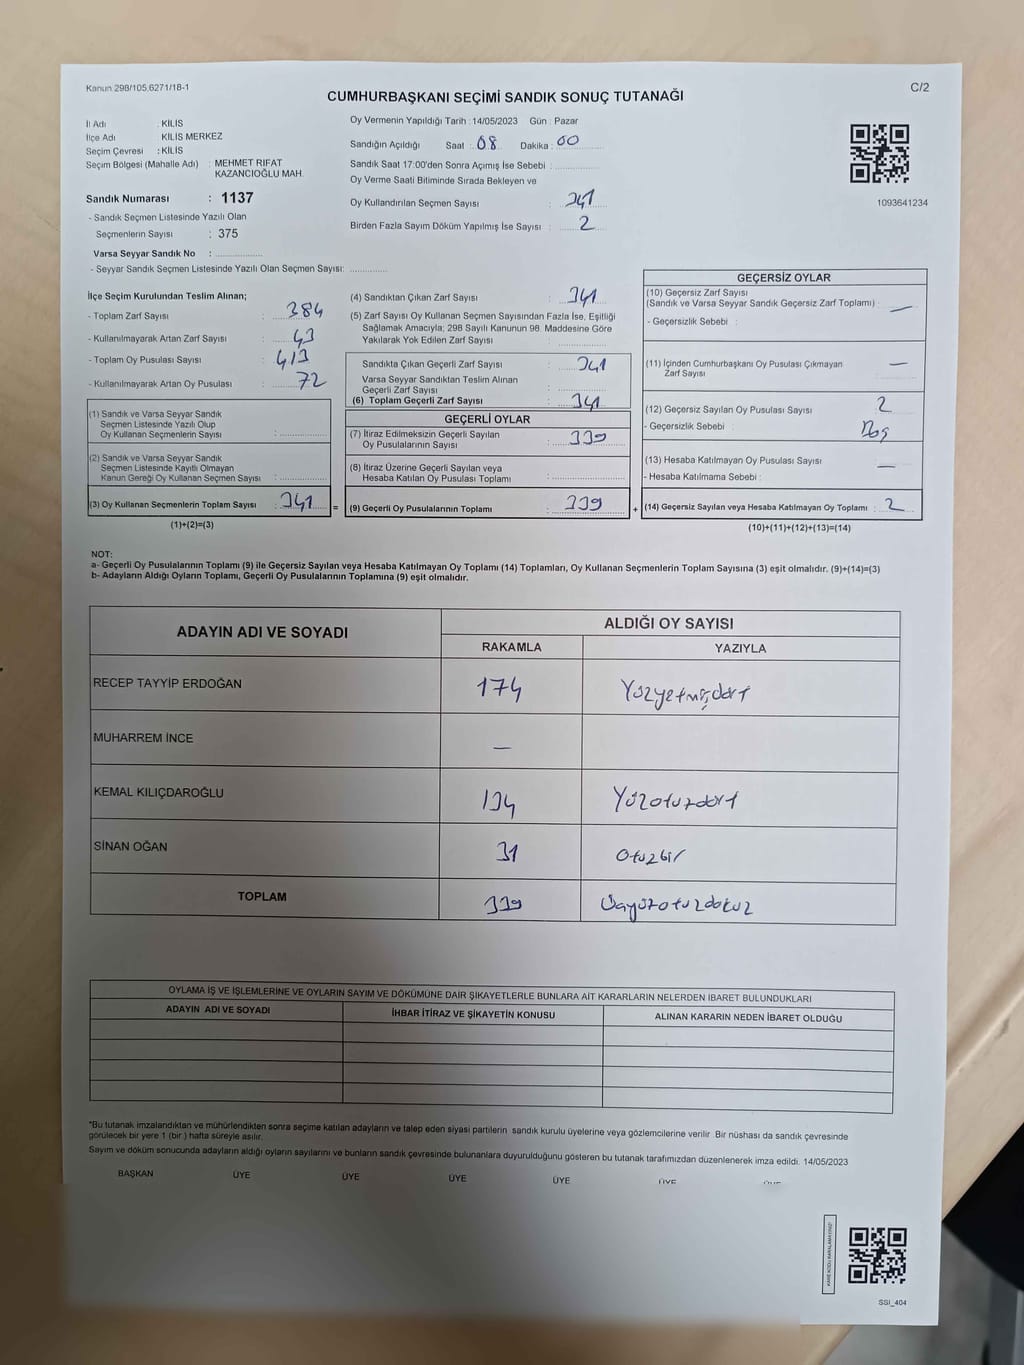 Kanun 298/105,6271/18-1
C/2
CUMHURBAŞKANI SEÇİMİ SANDIK SONUÇ TUTANAĞI
İl Adı : KİLİS
İlçe Adı : KİLİS MERKEZ
Seçim Çevresi : KİLİS
Seçim Bölgesi (Mahalle Adı) : MEHMET RIFAT
KAZANCIOĞLU MAH.
Sandık Numarası : 1137
- Sandık Seçmen Listesinde Yazılı Olan
Seçmenlerin Sayısı : 375
Varsa Seyyar Sandık No :
- Seyyar Sandık Seçmen Listesinde Yazılı Olan Seçmen Sayısı:
Oy Vermenin Yapıldığı Tarih : 14/05/2023 Gün : Pazar
Sandığın Açıldığı Saat : 08 Dakika : 00
Sandık Saat 17:00'den Sonra Açımış İse Sebebi :
Oy Verme Saati Bitiminde Sırada Bekleyen ve
Oy Kullandırılan Seçmen Sayısı : 341
Birden Fazla Sayım Döküm Yapılmış İse Sayısı : 2
1093641234
İlçe Seçim Kurulundan Teslim Alınan;
- Toplam Zarf Sayısı : 384
- Kullanılmayarak Artan Zarf Sayısı : 43
- Toplam Oy Pusulası Sayısı : 413
- Kullanılmayarak Artan Oy Pusulası : 72
(1) Sandık ve Varsa Seyyar Sandık
Seçmen Listesinde Yazılı Olup
Oy Kullanan Seçmenlerin Sayısı :
(2) Sandık ve Varsa Seyyar Sandık
Seçmen Listesinde Kayıtlı Olmayan
Kanun Gereği Oy Kullanan Seçmen Sayısı :
(3) Oy Kullanan Seçmenlerin Toplam Sayısı : 341 =
(1)+(2)=(3)
(4) Sandıktan Çıkan Zarf Sayısı : 341
(5) Zarf Sayısı Oy Kullanan Seçmen Sayısından Fazla İse, Eşitliği
Sağlamak Amacıyla; 298 Sayılı Kanunun 98. Maddesine Göre
Yakılarak Yok Edilen Zarf Sayısı :
Sandıkta Çıkan Geçerli Zarf Sayısı : 341
Varsa Seyyar Sandıktan Teslim Alınan
Geçerli Zarf Sayısı :
(6) Toplam Geçerli Zarf Sayısı : 341
GEÇERLİ OYLAR
(7) İtiraz Edilmeksizin Geçerli Sayılan
Oy Pusulalarının Sayısı : 339
(8) İtiraz Üzerine Geçerli Sayılan veya
Hesaba Katılan Oy Pusulası Toplamı :
(9) Geçerli Oy Pusulalarının Toplamı : 339 +
GEÇERSİZ OYLAR
(10) Geçersiz Zarf Sayısı
(Sandık ve Varsa Seyyar Sandık Geçersiz Zarf Toplamı) : —
- Geçersizlik Sebebi :
(11) İçinden Cumhurbaşkanı Oy Pusulası Çıkmayan
Zarf Sayısı : —
(12) Geçersiz Sayılan Oy Pusulası Sayısı : 2
- Geçersizlik Sebebi :
(13) Hesaba Katılmayan Oy Pusulası Sayısı : —
- Hesaba Katılmama Sebebi :
(14) Geçersiz Sayılan veya Hesaba Katılmayan Oy Toplamı : 2
(10)+(11)+(12)+(13)=(14)
NOT:
a- Geçerli Oy Pusulalarının Toplamı (9) ile Geçersiz Sayılan veya Hesaba Katılmayan Oy Toplamı (14) Toplamları, Oy Kullanan Seçmenlerin Toplam Sayısına (3) eşit olmalıdır. (9)+(14)=(3)
b- Adayların Aldığı Oyların Toplamı, Geçerli Oy Pusulalarının Toplamına (9) eşit olmalıdır.
ADAYIN ADI VE SOYADI
ALDIĞI OY SAYISI
RAKAMLA YAZIYLA
RECEP TAYYİP ERDOĞAN 174 Yüzyetmişdört
MUHARREM İNCE —
KEMAL KILIÇDAROĞLU 134 Yüzotuzdört
SİNAN OĞAN 31 Otuzbir
TOPLAM 339 Üçyüzotuzdokuz
OYLAMA İŞ VE İŞLEMLERİNE VE OYLARIN SAYIM VE DÖKÜMÜNE DAİR ŞİKAYETLERLE BUNLARA AİT KARARLARIN NELERDEN İBARET BULUNDUKLARI
ADAYIN ADI VE SOYADI İHBAR İTİRAZ VE ŞİKAYETİN KONUSU ALINAN KARARIN NEDEN İBARET OLDUĞU
*Bu tutanak imzalandıktan ve mühürlendikten sonra seçime katılan adayların ve talep eden siyasi partilerin sandık kurulu üyelerine veya gözlemcilerine verilir. Bir nüshası da sandık çevresinde
görülecek bir yere 1 (bir ) hafta süreyle asılır.
Sayım ve döküm sonucunda adayların aldığı oyların sayılarını ve bunların sandık çevresinde bulunanlara duyurulduğunu gösteren bu tutanak tarafımızdan düzenlenerek imza edildi. 14/05/2023
BAŞKAN ÜYE ÜYE ÜYE ÜYE ÜYE
SSI_404